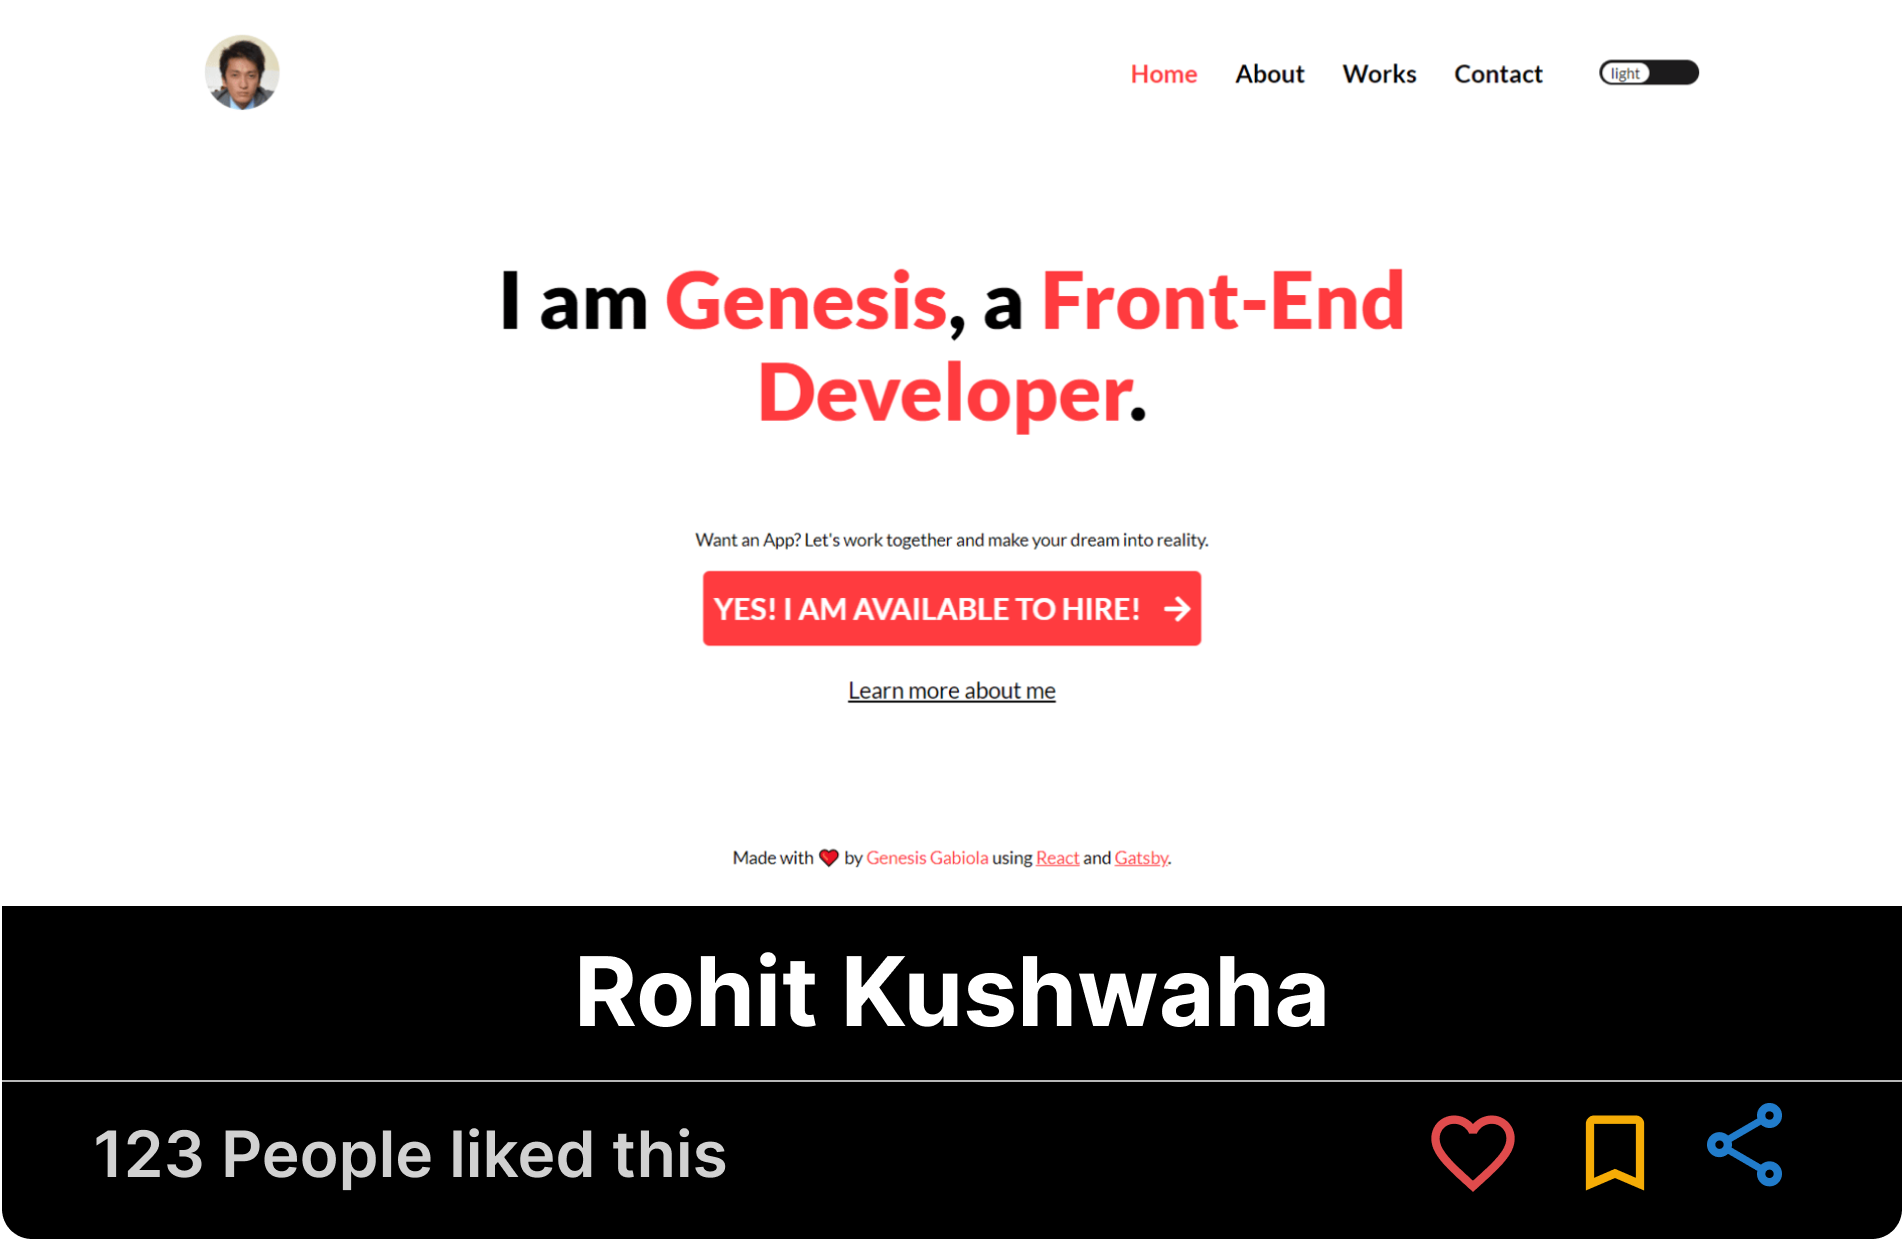 Home About Works Contact light
I am Genesis, a Front-End
Developer.
Want an App? Let's work together and make your dream into reality.
YES! I AM AVAILABLE TO HIRE!
Learn more about me
Made with ❤ by Genesis Gabiola using React and Gatsby.
Rohit Kushwaha
123 People liked this